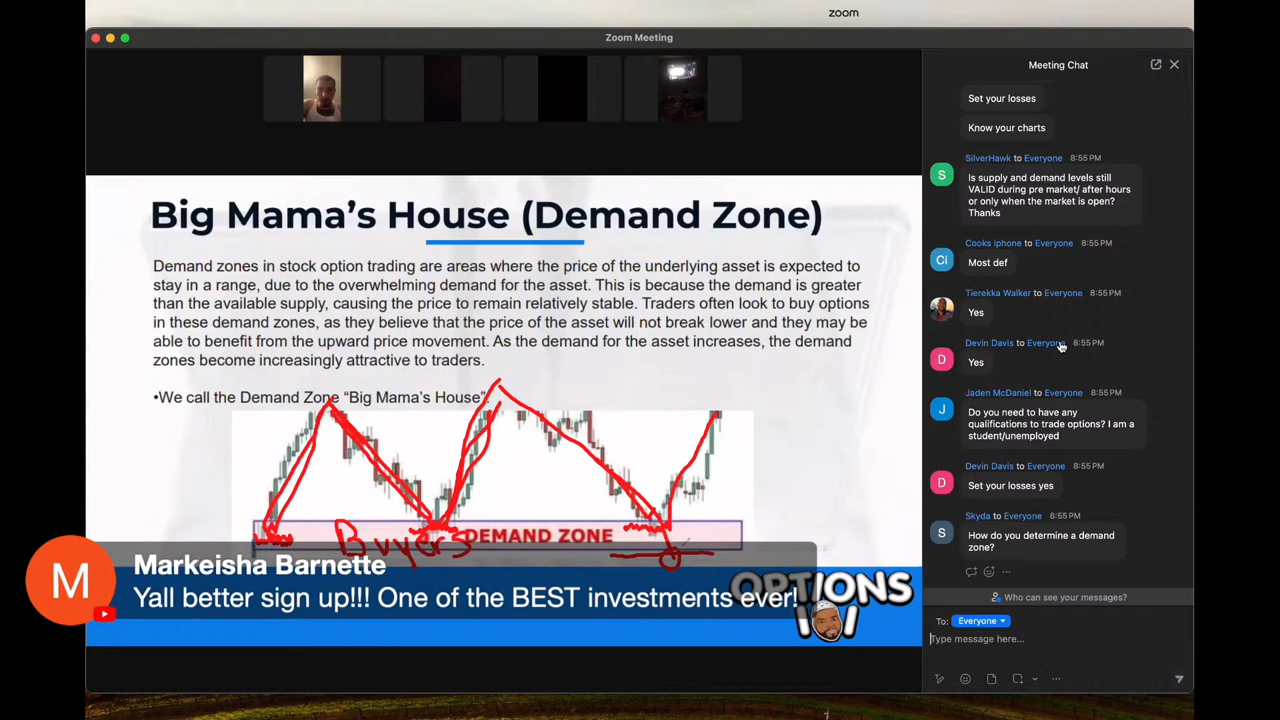 zoom
Zoom Meeting
Meeting Chat
Set your losses
Know your charts
SilverHawk to Everyone 8:55 PM
Is supply and demand levels still
VALID during pre market/ after hours
or only when the market is open?
Thanks
Cooks iphone to Everyone 8:55 PM
Ci
Most def
Tierekka Walker to Everyone 8:55 PM
Yes
Devin Davis to Everyone 8:55 PM
Yes
Jaden McDaniel to Everyone 8:55 PM
Do you need to have any
qualifications to trade options? I am a
student/unemployed
Devin Davis to Everyone 8:55 PM
Set your losses yes
Skyda to Everyone 8:55 PM
How do you determine a demand
zone?
Who can see your messages?
To: Everyone
Type message here...
Big Mama's House (Demand Zone)
Demand zones in stock option trading are areas where the price of the underlying asset is expected to
stay in a range, due to the overwhelming demand for the asset. This is because the demand is greater
than the available supply, causing the price to remain relatively stable. Traders often look to buy options
in these demand zones, as they believe that the price of the asset will not break lower and they may be
able to benefit from the upward price movement. As the demand for the asset increases, the demand
zones become increasingly attractive to traders.
•We call the Demand Zone “Big Mama's House”.
Buyers DEMAND ZONE
M
Markeisha Barnette
Yall better sign up!!! One of the BEST investments ever!
OPTIONS
101